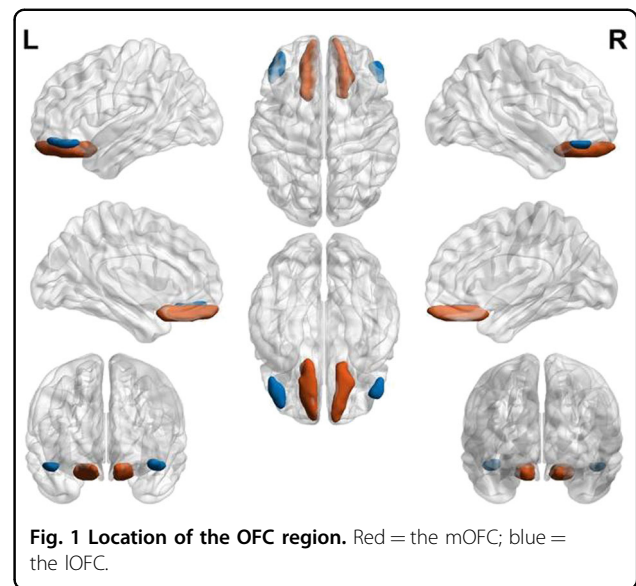 L R
Fig. 1 Location of the OFC region. Red = the mOFC; blue =
the lOFC.